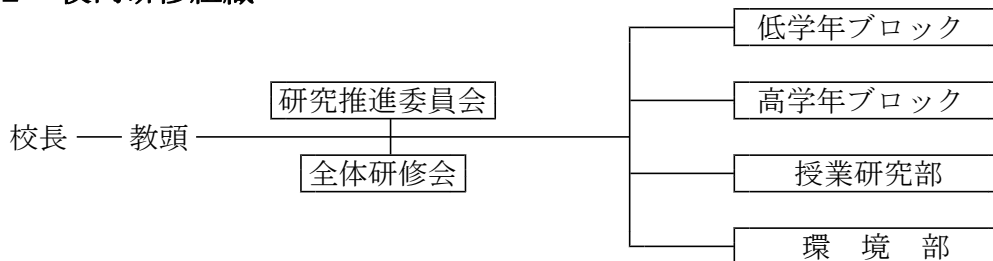 低学年ブロック
研究推進委員会
高学年ブロック
校長 教頭
全体研修会
授業研究部
環 境 部